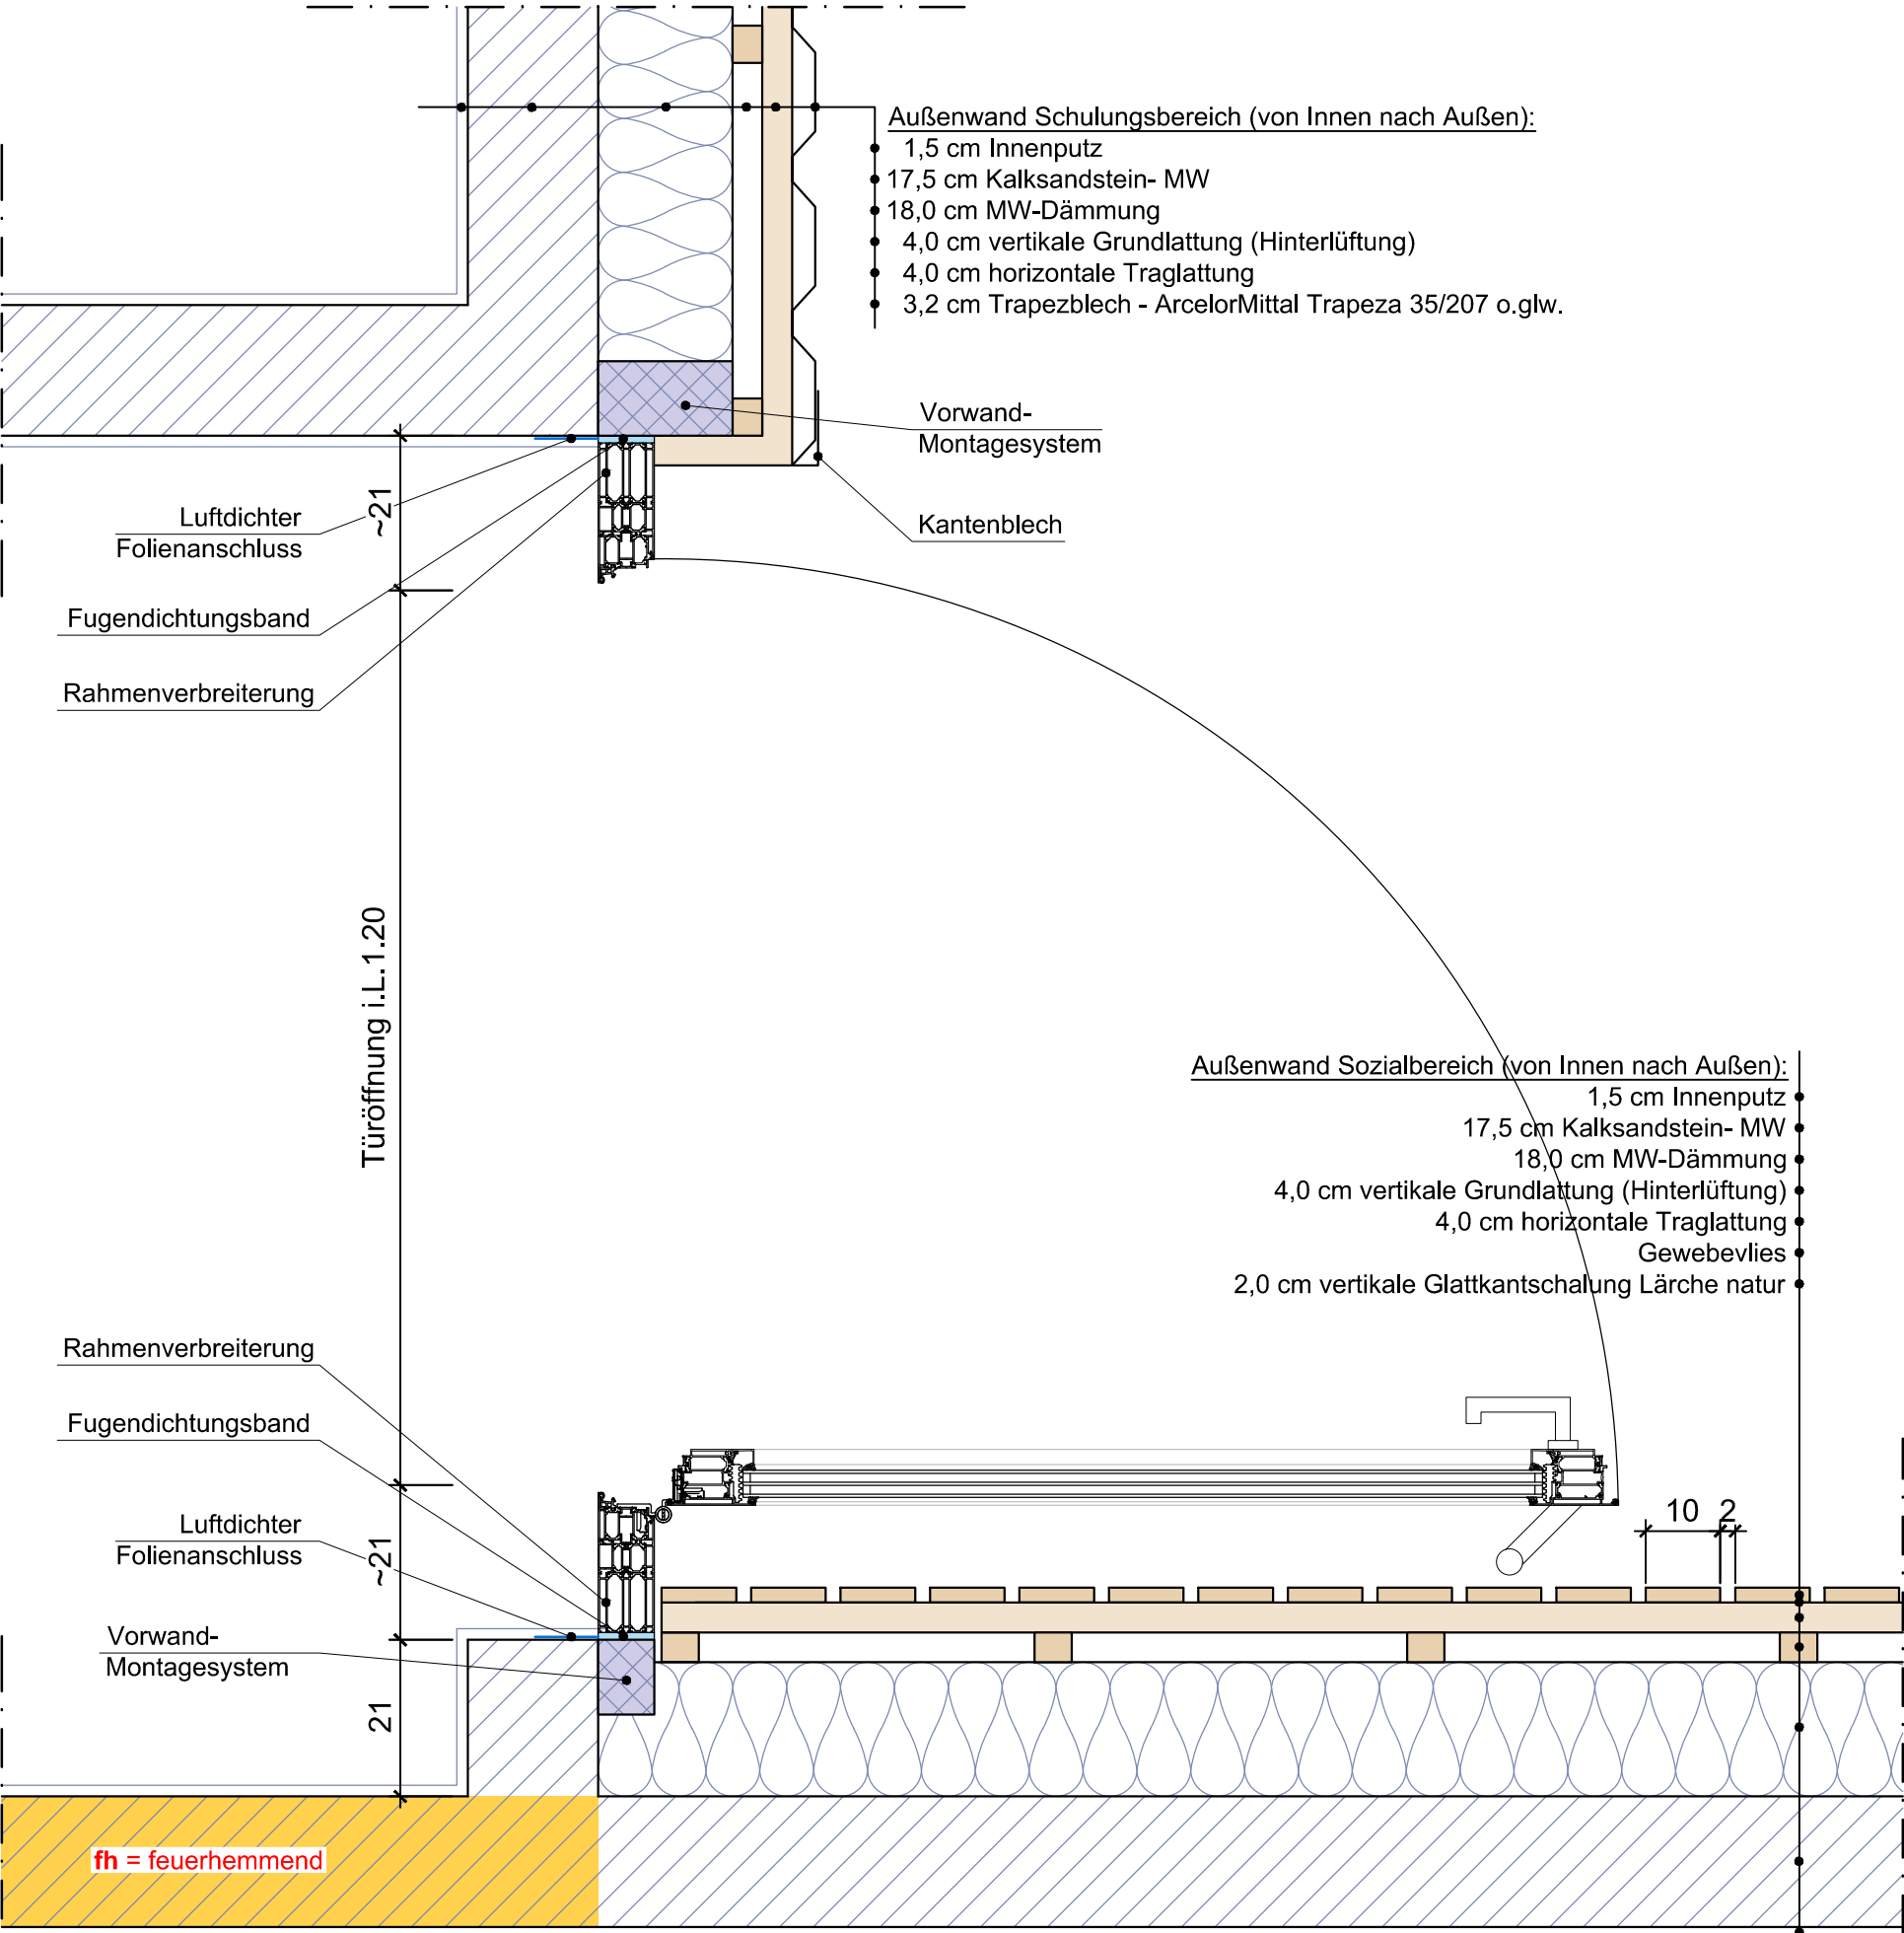 Außenwand Schulungsbereich (von Innen nach Außen):
1,5 cm Innenputz
17,5 cm Kalksandstein- MW
18,0 cm MW-Dämmung
4,0 cm vertikale Grundlattung (Hinterlüftung)
4,0 cm horizontale Traglattung
3,2 cm Trapezblech - ArcelorMittal Trapeza 35/207 o.glw.
Vorwand-
Montagesystem
Kantenblech
~21
Luftdichter
Folienanschluss
Fugendichtungsband
Rahmenverbreiterung
Türöffnung i.L.1.20
Außenwand Sozialbereich (von Innen nach Außen):
1,5 cm Innenputz
17,5 cm Kalksandstein- MW
18,0 cm MW-Dämmung
4,0 cm vertikale Grundlattung (Hinterlüftung)
4,0 cm horizontale Traglattung
Gewebevlies
2,0 cm vertikale Glattkantschalung Lärche natur
Rahmenverbreiterung
Fugendichtungsband
Luftdichter
Folienanschluss
~21
10 2
Vorwand-
Montagesystem
21
fh = feuerhemmend